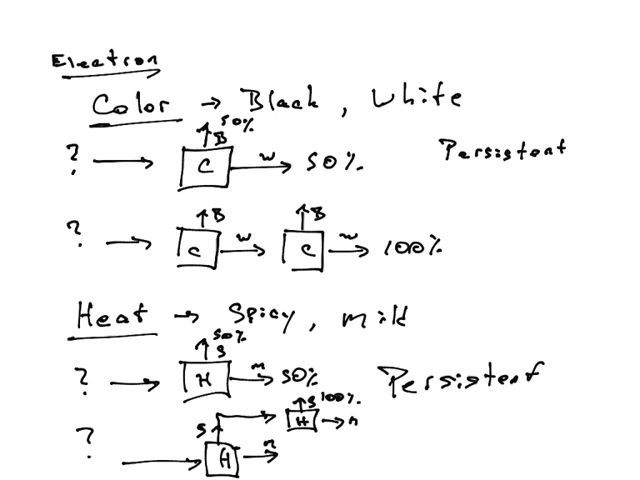 Electron
Color → Black, White
50%
B
? → C W → 50% Persistent
B B
? → C W → C W → 100%
Heat → Spicy, Mild
50%
S
? → H M → 50% Persistent
S 100%
H → M
S
? → H M →